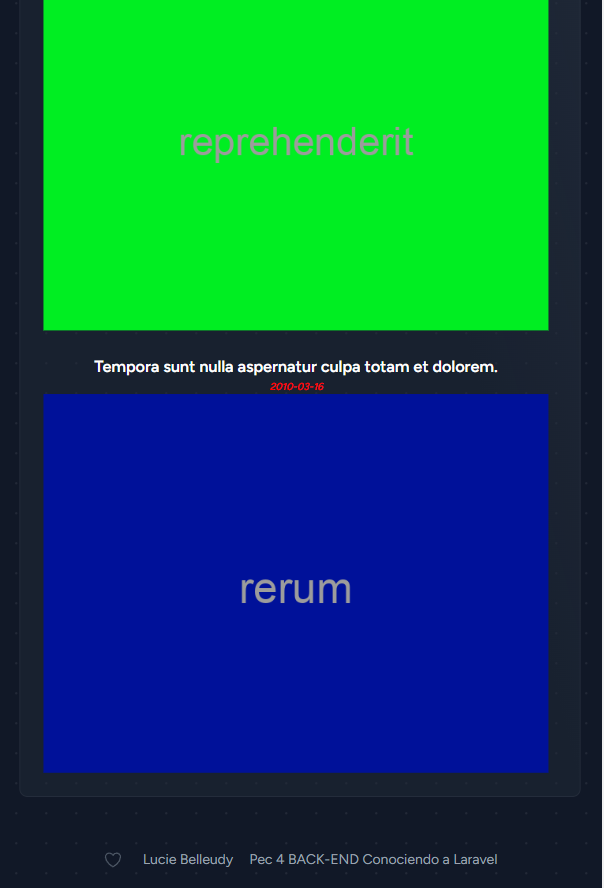 reprehenderit
Tempora sunt nulla aspernatur culpa totam et dolorem.
2010-03-16
rerum
Lucie Belleudy Pec 4 BACK-END Conociendo a Laravel